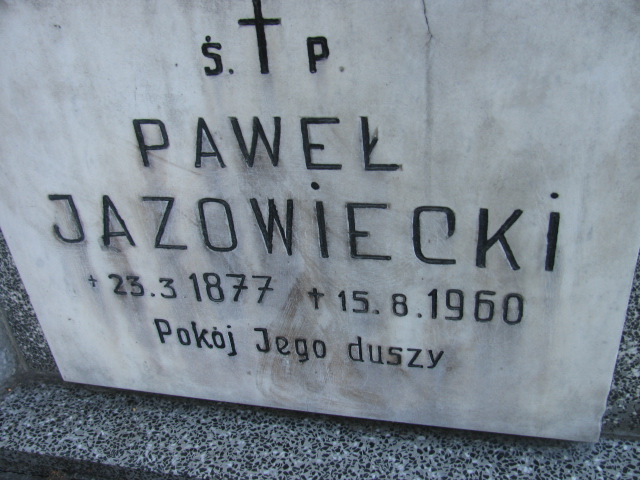 Ś. P.
PAWEŁ
JAZOWIECKI
+ 23.3 1877 + 15.8.1960
Pokój Jego duszy